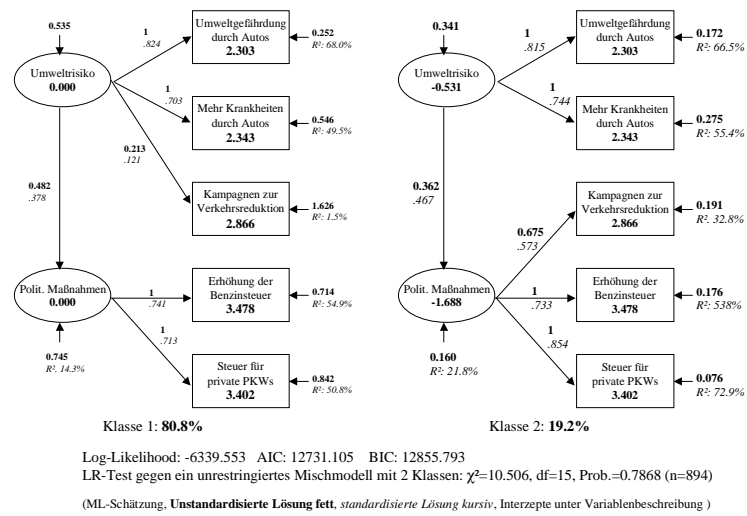 0.535
1
.824
Umweltgefährdung
durch Autos
2.303
0.252
R²: 68.0%
Umweltrisiko
0.000
1
.703
Mehr Krankheiten
durch Autos
2.343
0.546
R²: 49.5%
0.213
.121
0.482
.378
Kampagnen zur
Verkehrsreduktion
2.866
1.626
R²: 1.5%
Polit. Maßnahmen
0.000
1
.741
Erhöhung der
Benzinsteuer
3.478
0.714
R²: 54.9%
1
.713
0.745
R². 14.3%
Steuer für
private PKWs
3.402
0.842
R²: 50.8%
Klasse 1: 80.8%
0.341
1
.815
Umweltgefährdung
durch Autos
2.303
0.172
R²: 66.5%
Umweltrisiko
-0.531
1
.744
Mehr Krankheiten
durch Autos
2.343
0.275
R²: 55.4%
0.362
.467
Kampagnen zur
Verkehrsreduktion
2.866
0.191
R². 32.8%
0.675
.573
Polit. Maßnahmen
-1.688
1
.733
Erhöhung der
Benzinsteuer
3.478
0.176
R²: 538%
1
.854
0.160
R²: 21.8%
Steuer für
private PKWs
3.402
0.076
R²: 72.9%
Klasse 2: 19.2%
Log-Likelihood: -6339.553 AIC: 12731.105 BIC: 12855.793
LR-Test gegen ein unrestringiertes Mischmodell mit 2 Klassen: χ²=10.506, df=15, Prob.=0.7868 (n=894)
(ML-Schätzung, Unstandardisierte Lösung fett, standardisierte Lösung kursiv, Interzepte unter Variablenbeschreibung )